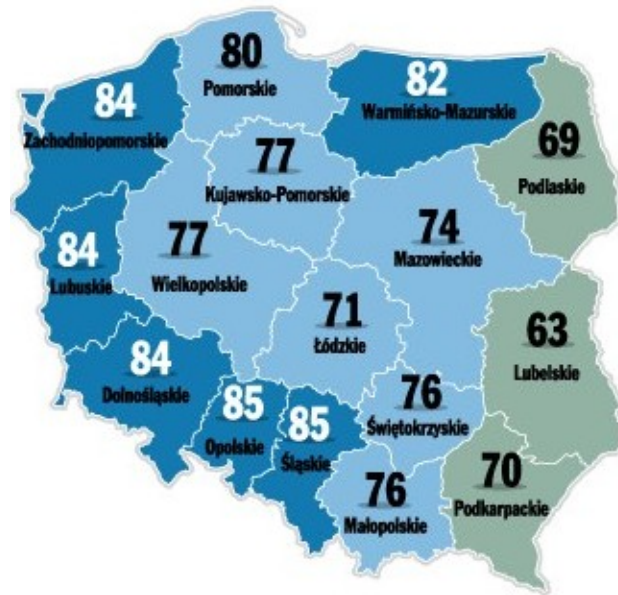 80
Pomorskie
82
Warmińsko-Mazurskie
84
Zachodniopomorskie
69
Podlaskie
77
Kujawsko-Pomorskie
74
Mazowieckie
77
Wielkopolskie
84
Lubuskie
71
Łódzkie
63
Lubelskie
84
Dolnośląskie
85
Opolskie
85
Śląskie
76
Świętokrzyskie
76
Małopolskie
70
Podkarpackie